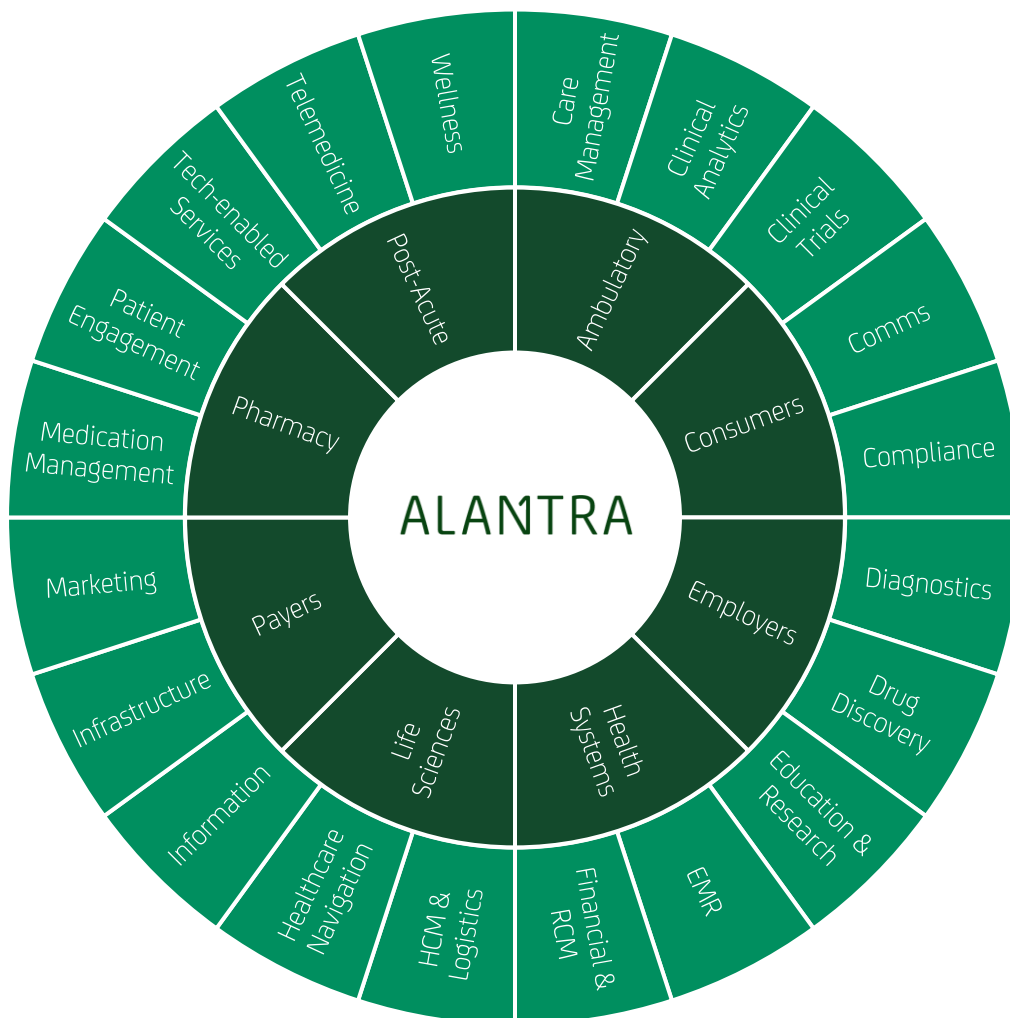 Care
Management
Clinical
Analytics
Clinical
Trials
Comms
Compliance
Diagnostics
Drug
Discovery
Education &
Research
EMR
Financial &
RCM
HCM &
Logistics
Healthcare
Navigation
Information
Infrastructure
Marketing
Medication
Management
Patient
Engagement
Tech-enabled
Services
Telemedicine
Wellness
Ambulatory
Consumers
Employers
Health
Systems
Life
Sciences
Payers
Pharmacy
Post-Acute
ALANTRA